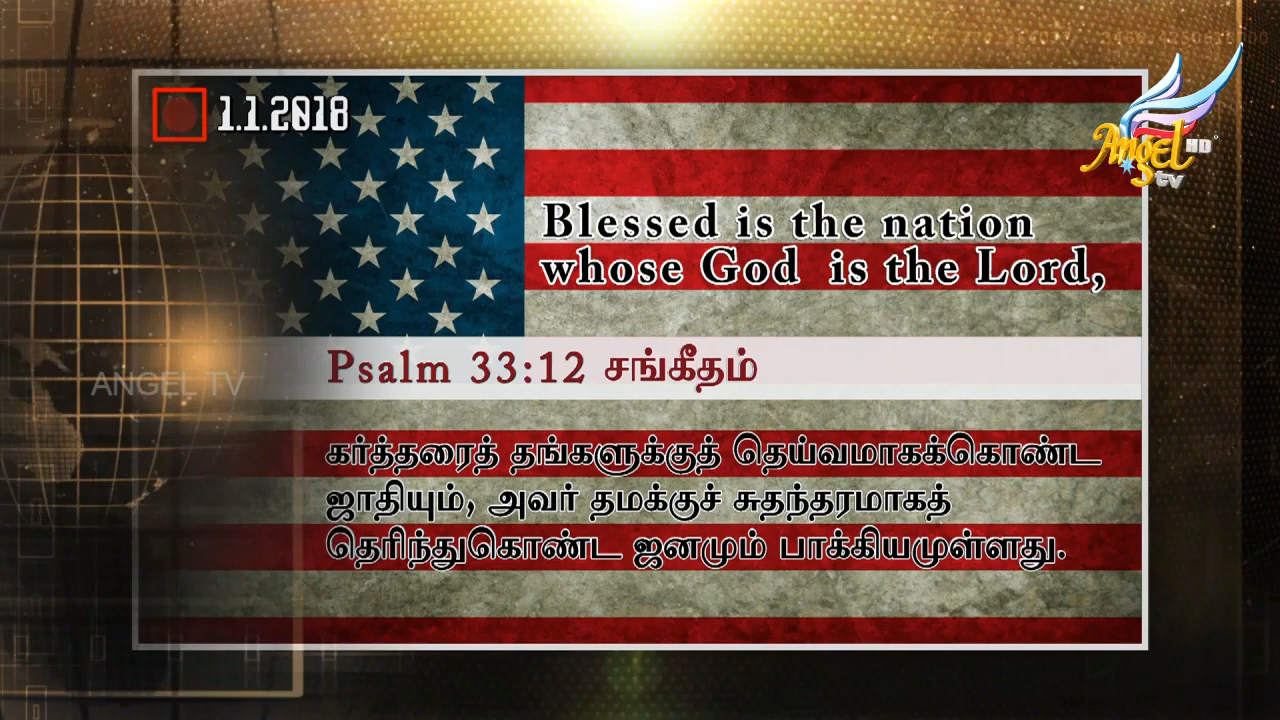 1.1.2018
Angel HD
tv
Blessed is the nation
whose God is the Lord,
Psalm 33:12 சங்கீதம்
ANGEL TV
கர்த்தரைத் தங்களுக்குத் தெய்வமாகக்கொண்ட
ஜாதியும், அவர் தமக்குச் சுதந்தரமாகத்
தெரிந்துகொண்ட ஜனமும் பாக்கியமுள்ளது.